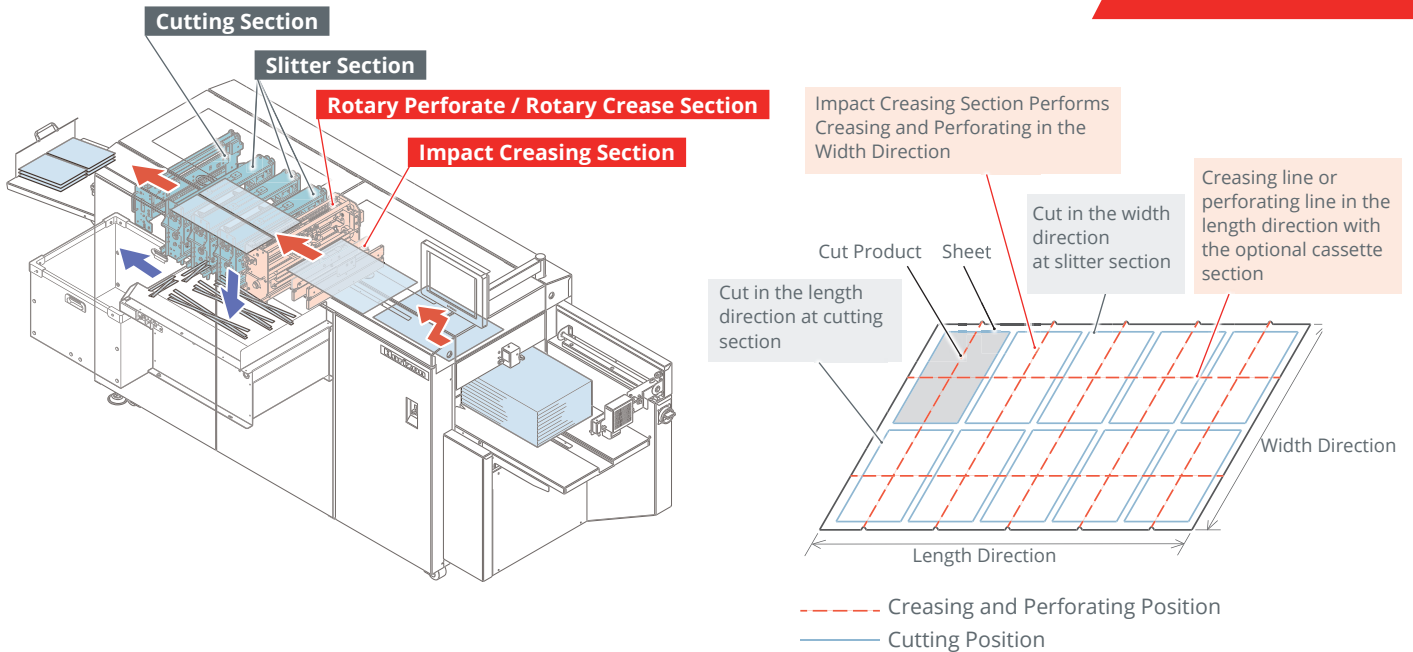 Cutting Section
Slitter Section
Rotary Perforate / Rotary Crease Section
Impact Creasing Section
Impact Creasing Section Performs
Creasing and Perforating in the
Width Direction
Creasing line or
perforating line in the
length direction with
the optional cassette
section
Cut in the width
direction
at slitter section
Cut Product
Sheet
Cut in the length
direction at cutting
section
Width Direction
Length Direction
Creasing and Perforating Position
Cutting Position